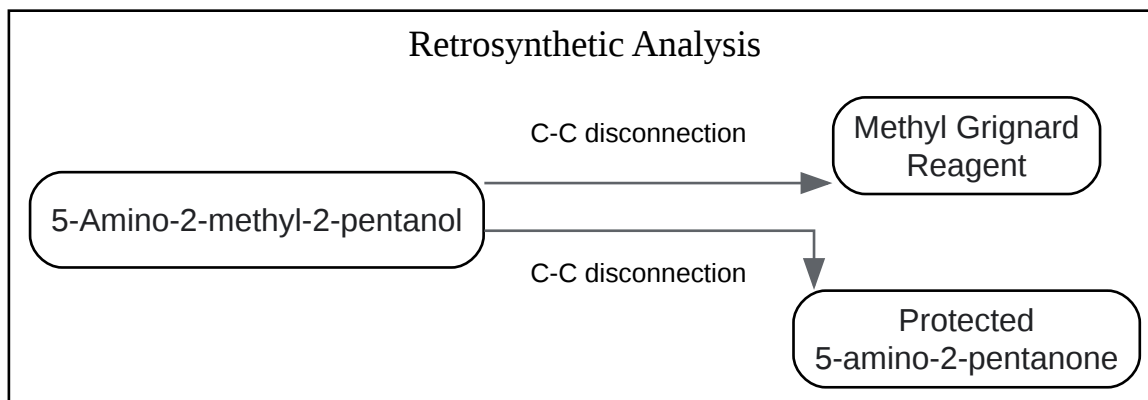 Retrosynthetic Analysis
C-C disconnection
Methyl Grignard
Reagent
5-Amino-2-methyl-2-pentanol
C-C disconnection
Protected
5-amino-2-pentanone